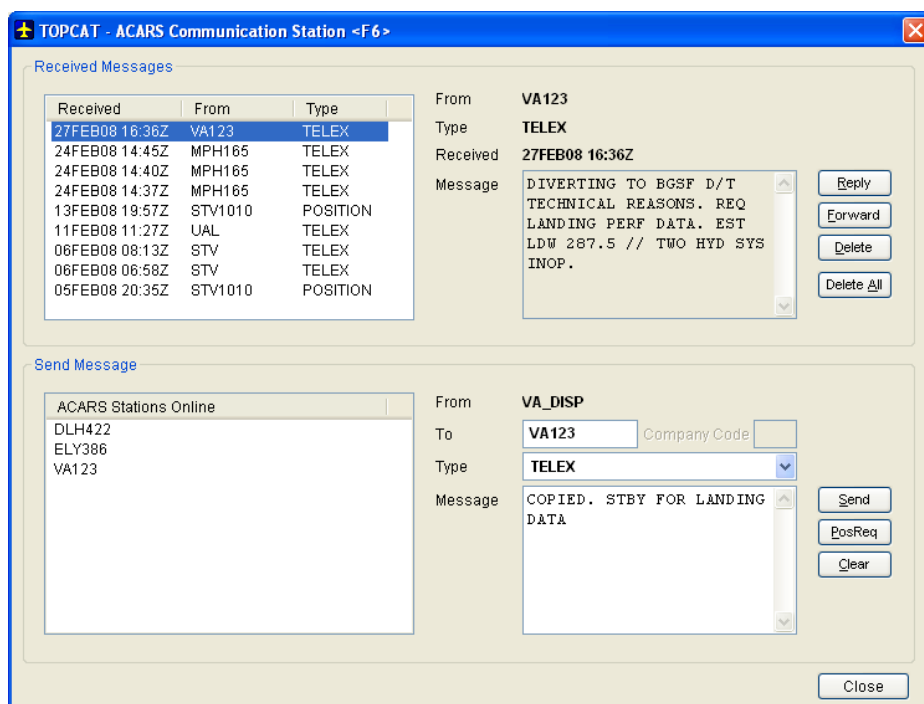 TOPCAT - ACARS Communication Station <F6>
Received Messages
Received From Type
27FEB08 16:36Z VA123 TELEX
24FEB08 14:45Z MPH165 TELEX
24FEB08 14:40Z MPH165 TELEX
24FEB08 14:37Z MPH165 TELEX
13FEB08 19:57Z STV1010 POSITION
11FEB08 11:27Z UAL TELEX
06FEB08 08:13Z STV TELEX
06FEB08 06:58Z STV TELEX
05FEB08 20:35Z STV1010 POSITION
From VA123
Type TELEX
Received 27FEB08 16:36Z
Message
DIVERTING TO BGSF D/T
TECHNICAL REASONS. REQ
LANDING PERF DATA. EST
LDW 287.5 // TWO HYD SYS
INOP.
Reply
Forward
Delete
Delete All
Send Message
ACARS Stations Online
DLH422
ELY386
VA123
From VA_DISP
To VA123 Company Code
Type TELEX
Message
COPIED. STBY FOR LANDING
DATA
Send
PosReq
Clear
Close